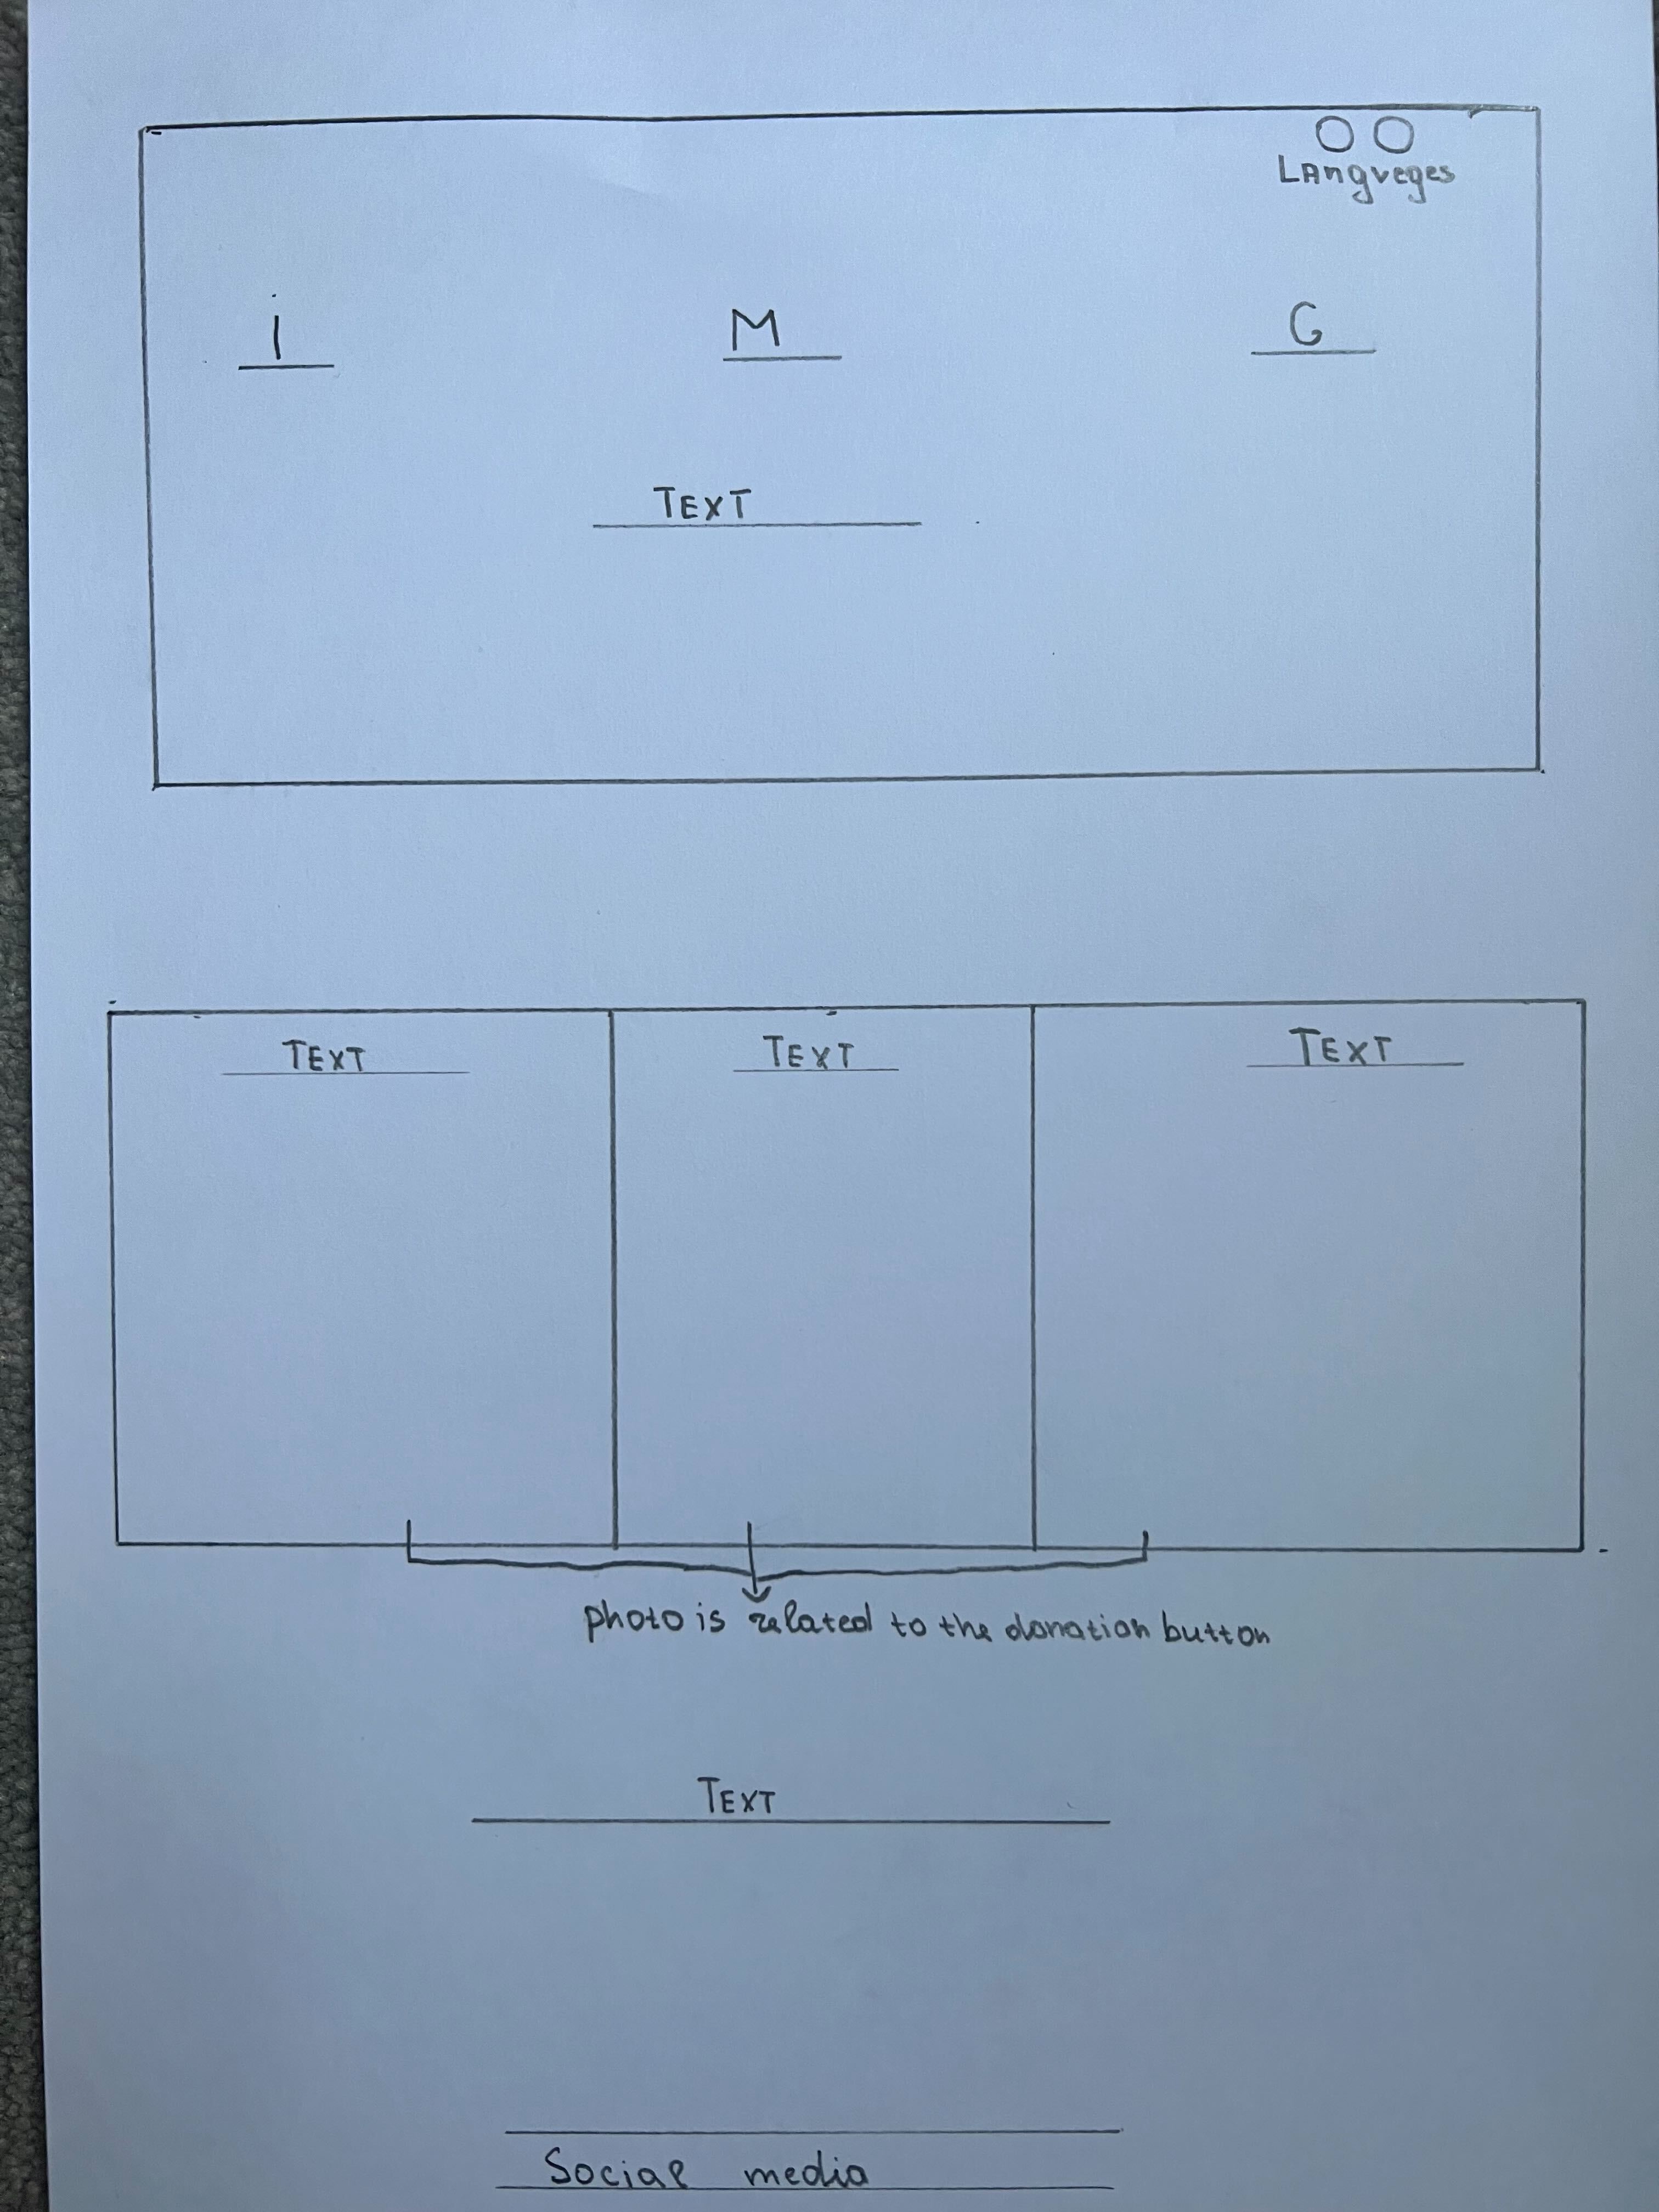 Langveges
i M G
TEXT
TEXT TEXT TEXT
photo is related to the donation button
TEXT
Social media